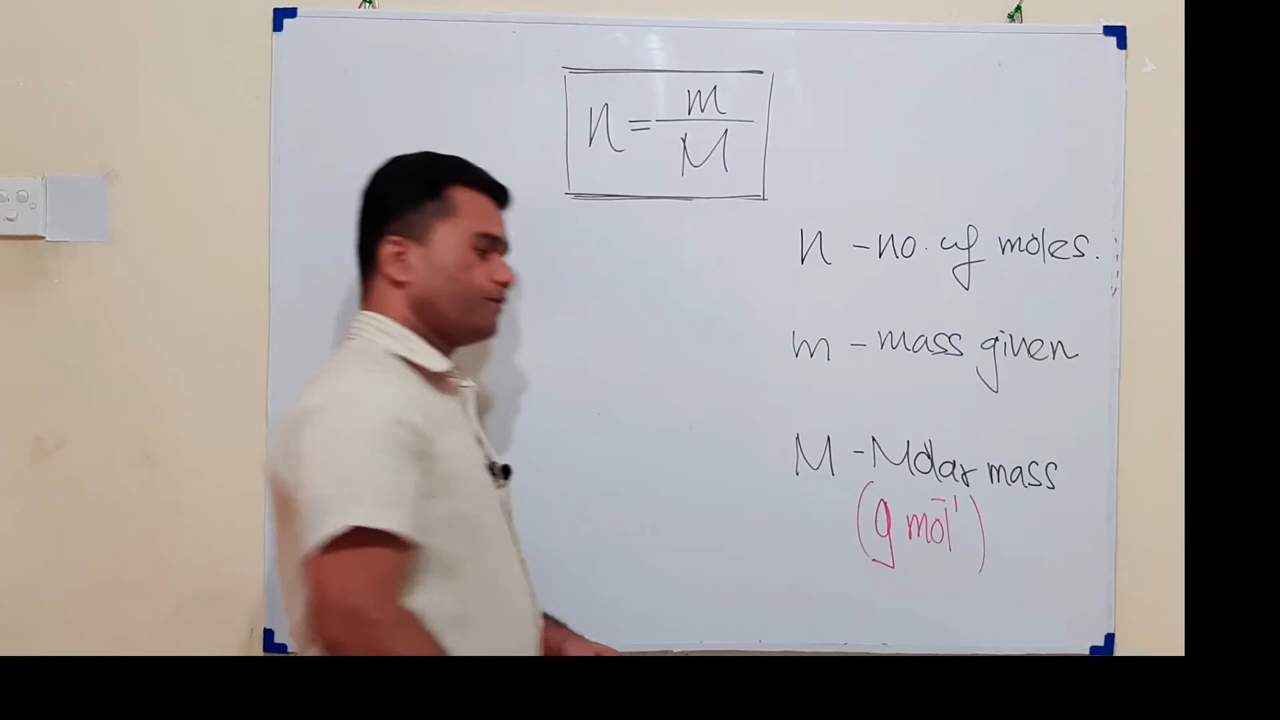 n = m/M
n - no. of moles.
m - mass given
M - Molar mass
(g mol⁻¹)